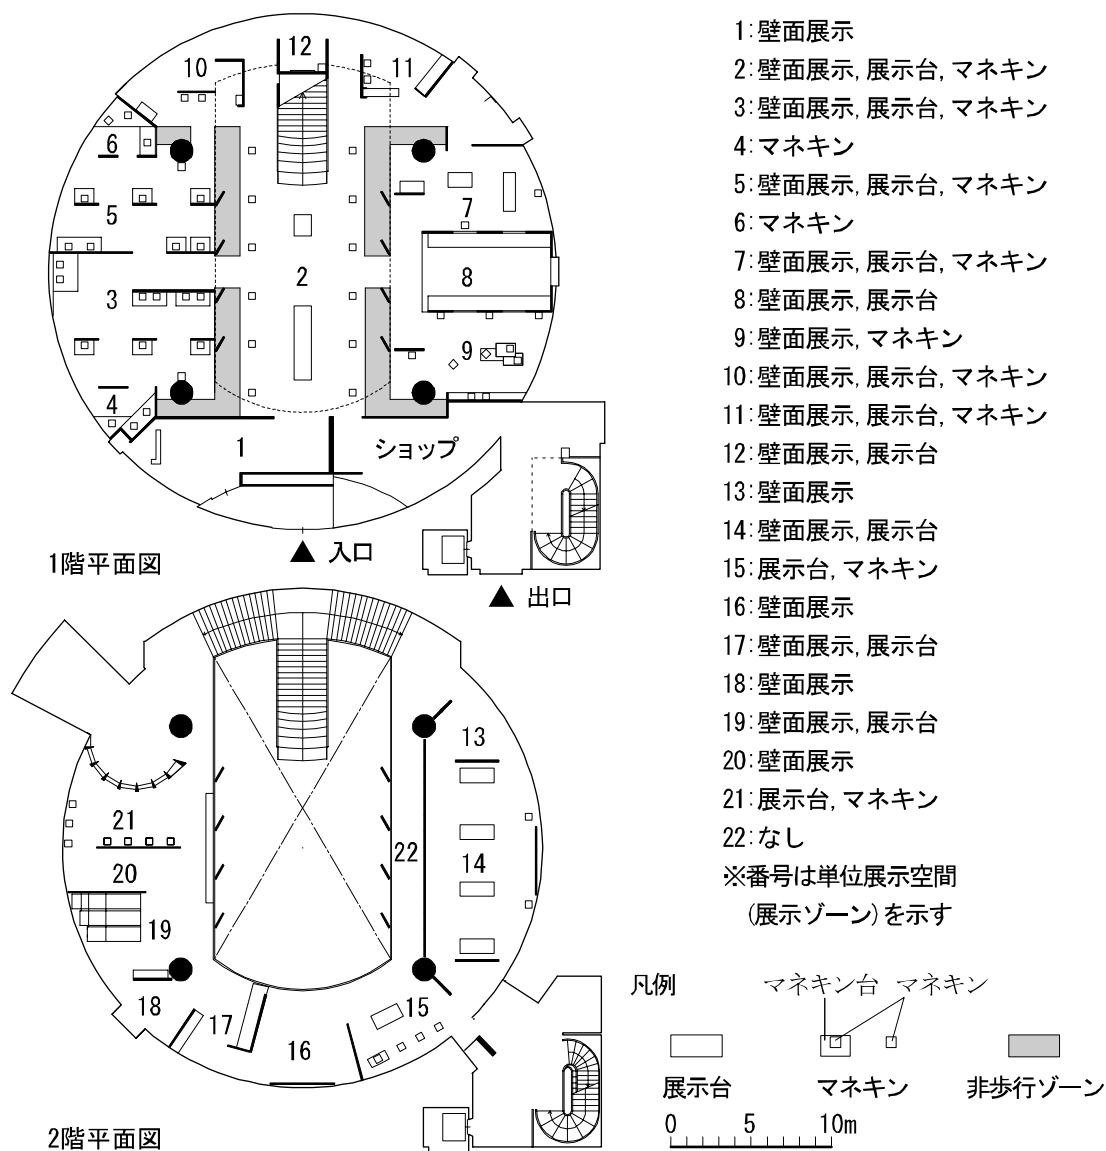 12
10
11
6
5
7
2
8
3
9
4
1
ショップ
1階平面図
▲ 入口
▲ 出口
13
21
22
14
20
19
18
17
15
16
2階平面図
1:壁面展示
2:壁面展示, 展示台, マネキン
3:壁面展示, 展示台, マネキン
4:マネキン
5:壁面展示, 展示台, マネキン
6:マネキン
7:壁面展示, 展示台, マネキン
8:壁面展示, 展示台
9:壁面展示, マネキン
10:壁面展示, 展示台, マネキン
11:壁面展示, 展示台, マネキン
12:壁面展示, 展示台
13:壁面展示
14:壁面展示, 展示台
15:展示台, マネキン
16:壁面展示
17:壁面展示, 展示台
18:壁面展示
19:壁面展示, 展示台
20:壁面展示
21:展示台, マネキン
22:なし
※番号は単位展示空間
(展示ゾーン)を示す
凡例
マネキン台 マネキン
展示台 マネキン 非歩行ゾーン
0 5 10m